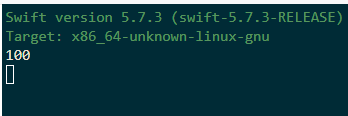 Swift version 5.7.3 (swift-5.7.3-RELEASE)
Target: x86_64-unknown-linux-gnu
100